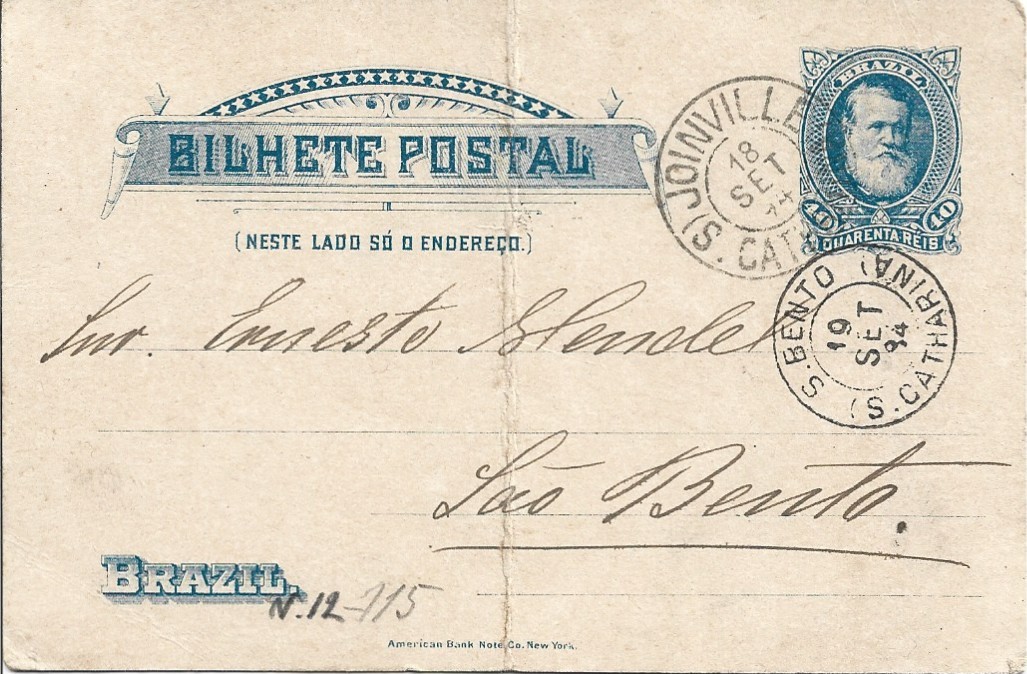 BILHETE POSTAL
(NESTE LADO SÓ O ENDEREÇO.)
BRAZIL
40 40
QUARENTA RÉIS
JOINVILLE
18
SET
(S. CATH
S. BENTO
19
SET
94
(S. CATHARINA)
Snr. Ernesto
São Bento.
BRAZIL.
N. 12-115
American Bank Note Co. New York.